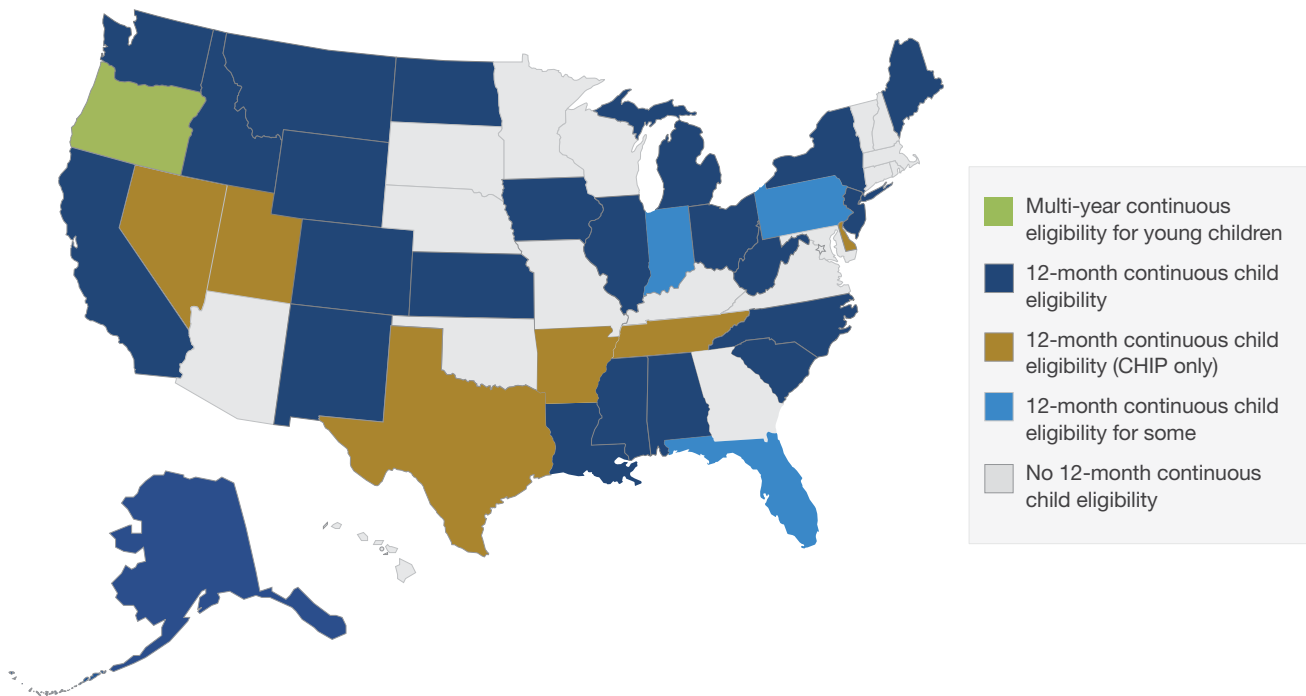 Multi-year continuous
eligibility for young children
12-month continuous child
eligibility
12-month continuous child
eligibility (CHIP only)
12-month continuous child
eligibility for some
No 12-month continuous
child eligibility